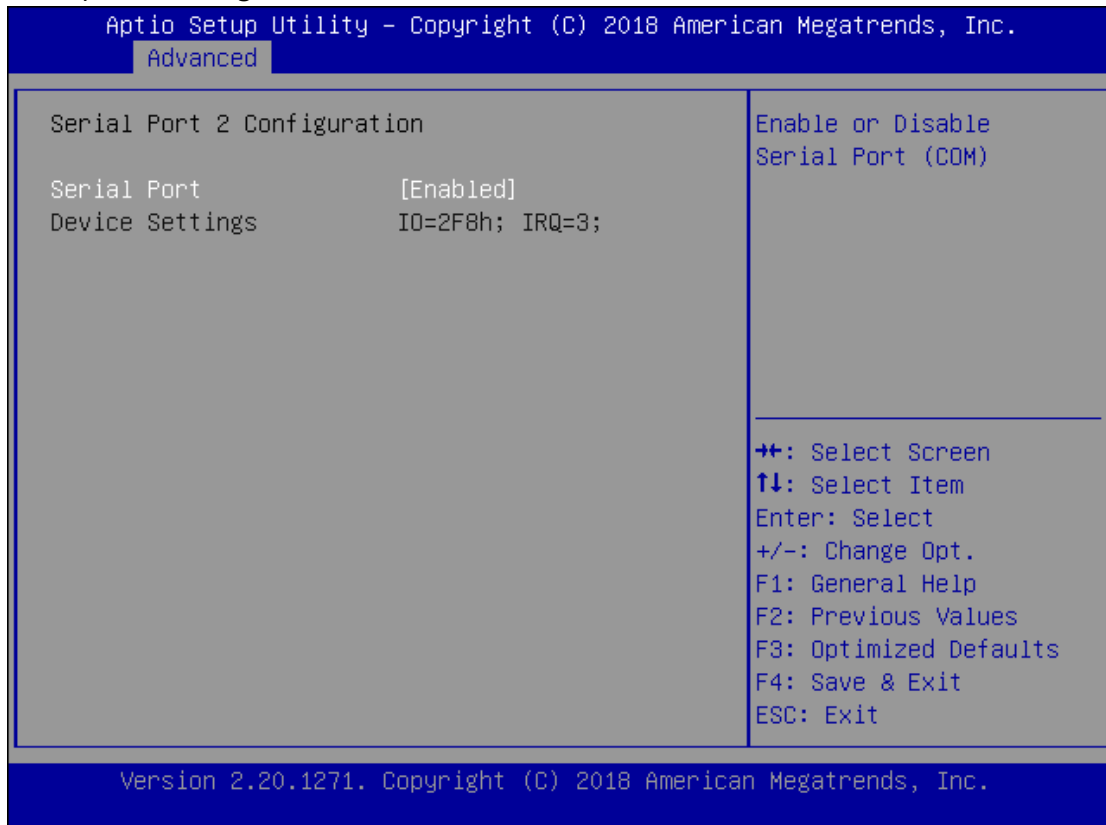 Aptio Setup Utility – Copyright (C) 2018 American Megatrends, Inc.
Advanced
Serial Port 2 Configuration
Serial Port [Enabled]
Device Settings IO=2F8h; IRQ=3;
Enable or Disable
Serial Port (COM)
→←: Select Screen
↑↓: Select Item
Enter: Select
+/-: Change Opt.
F1: General Help
F2: Previous Values
F3: Optimized Defaults
F4: Save & Exit
ESC: Exit
Version 2.20.1271. Copyright (C) 2018 American Megatrends, Inc.